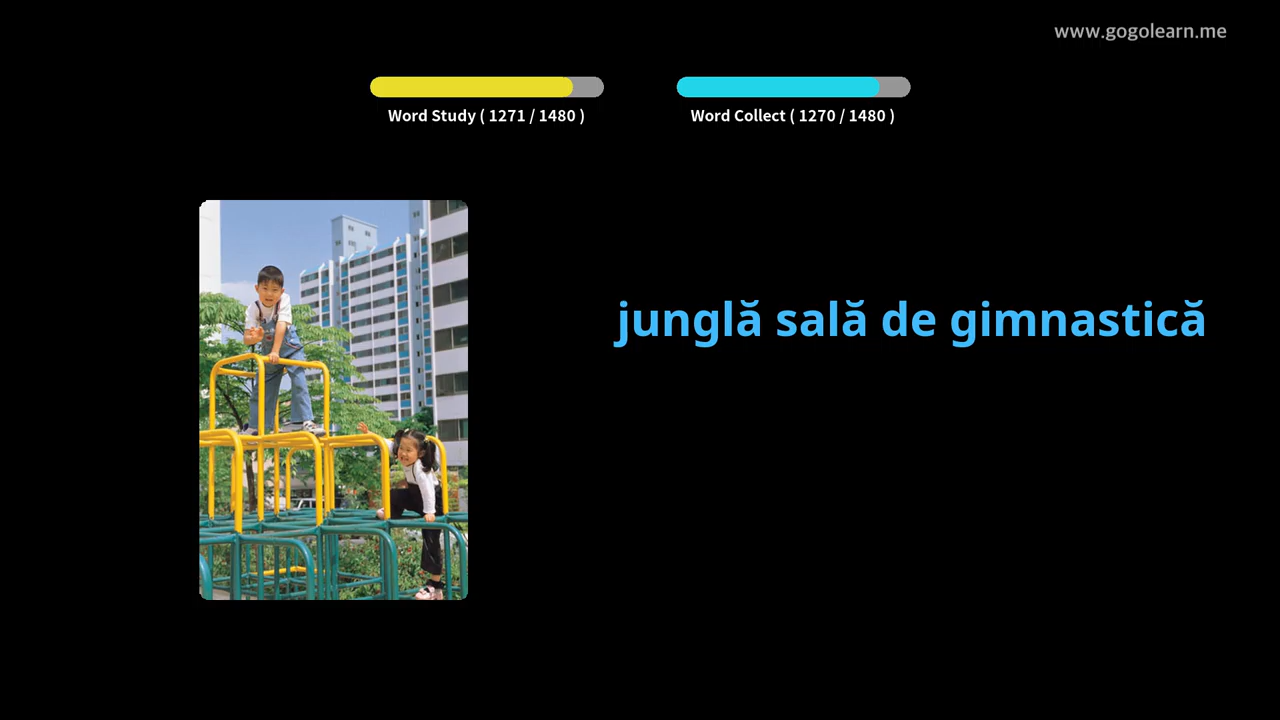 www.gogolearn.me
Word Study ( 1271 / 1480 )
Word Collect ( 1270 / 1480 )
junglă sală de gimnastică